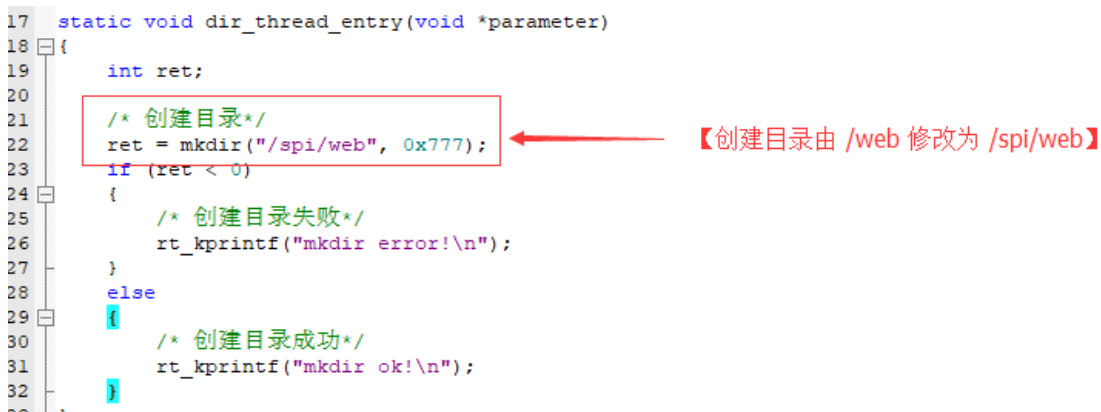 17 static void dir_thread_entry(void *parameter)
18 {
19 int ret;
20
21 /* 创建目录*/
22 ret = mkdir("/spi/web", 0x777);
【创建目录由 /web 修改为 /spi/web】
23 if (ret < 0)
24 {
25 /* 创建目录失败*/
26 rt_kprintf("mkdir error!\n");
27 }
28 else
29 {
30 /* 创建目录成功*/
31 rt_kprintf("mkdir ok!\n");
32 }